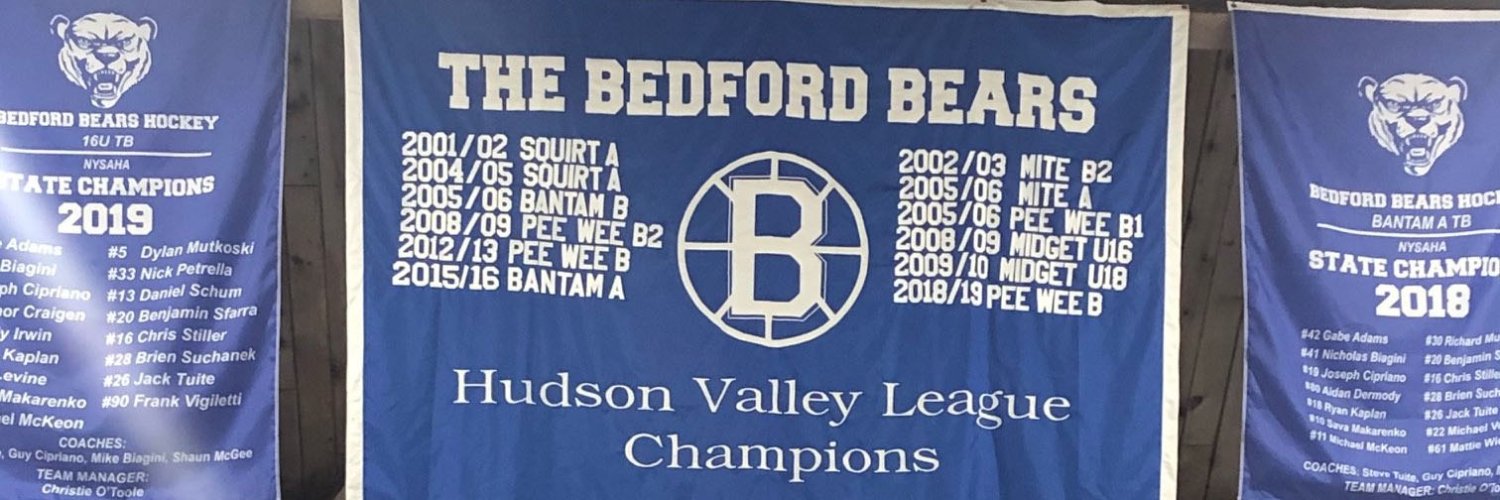 BEDFORD BEARS HOCKEY
16U TB
NYSAHA
STATE CHAMPIONS
2019
Adams #5 Dylan Mutkoski
Biagini #33 Nick Petrella
ph Cipriano #13 Daniel Schum
or Craigen #20 Benjamin Sfarra
y Irwin #16 Chris Stiller
Kaplan #28 Brien Suchanek
evine #26 Jack Tuite
Makarenko #90 Frank Vigiletti
el McKeon
COACHES:
, Guy Cipriano, Mike Biagini, Shaun McGee
TEAM MANAGER:
Christie O'Toole
THE BEDFORD BEARS
2001/02 SQUIRT A
2004/05 SQUIRT A
2005/06 BANTAM B
2008/09 PEE WEE B2
2012/13 PEE WEE B
2015/16 BANTAM A
B
2002/03 MITE B2
2005/06 MITE A
2005/06 PEE WEE B1
2008/09 MIDGET U16
2009/10 MIDGET U18
2018/19 PEE WEE B
Hudson Valley League
Champions
BEDFORD BEARS HOC
BANTAM A TB
NYSAHA
STATE CHAMPIO
2018
#42 Gabe Adams #30 Richard Mu
#41 Nicholas Biagini #20 Benjamin S
#19 Joseph Cipriano #16 Chris Stille
#80 Aidan Dermody #28 Brien Such
#18 Ryan Kaplan #26 Jack Tuite
#10 Sava Makarenko #22 Michael V
#11 Michael McKeon #61 Mattie Wi
COACHES: Steve Tuite, Guy Cipriano,
TEAM MANAGER: Christie O'To